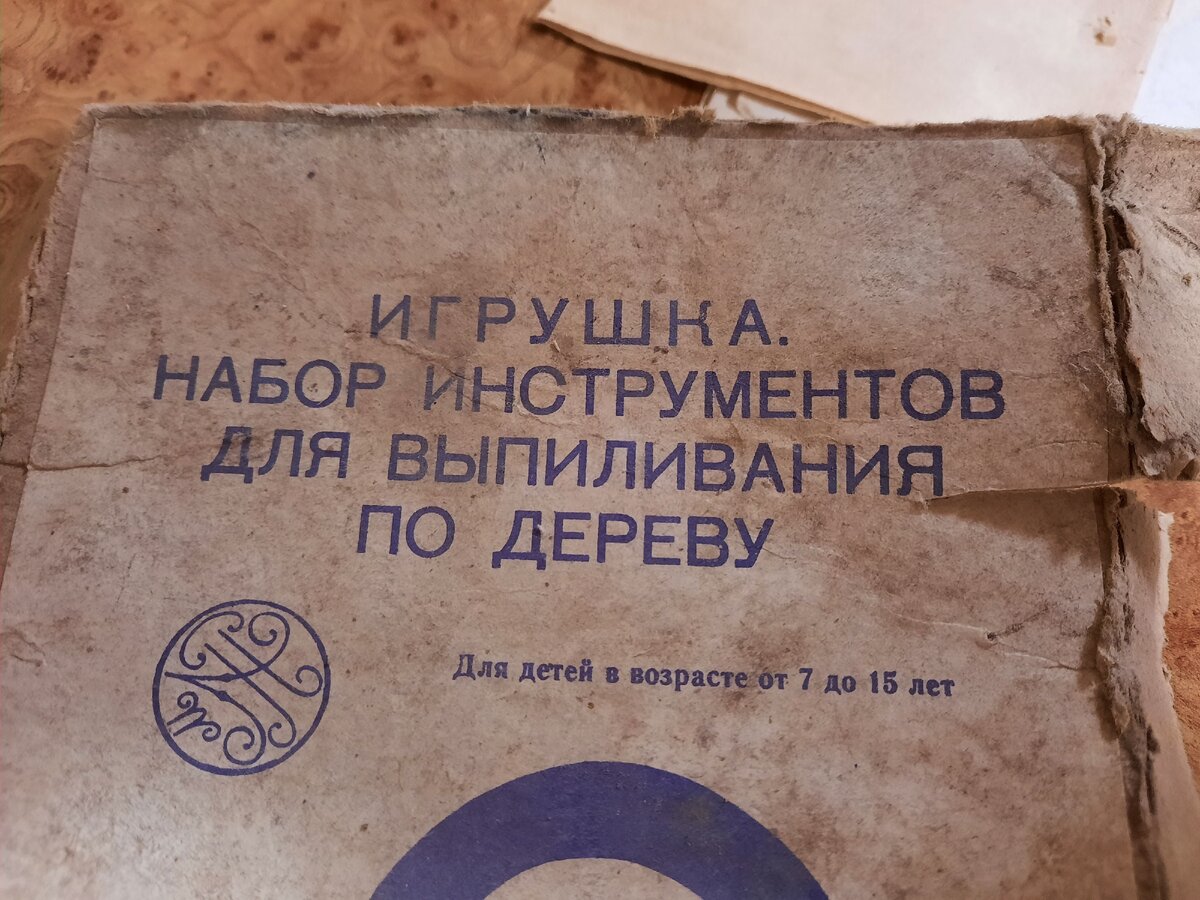 ИГРУШКА.
НАБОР ИНСТРУМЕНТОВ
ДЛЯ ВЫПИЛИВАНИЯ
ПО ДЕРЕВУ
Для детей в возрасте от 7 до 15 лет